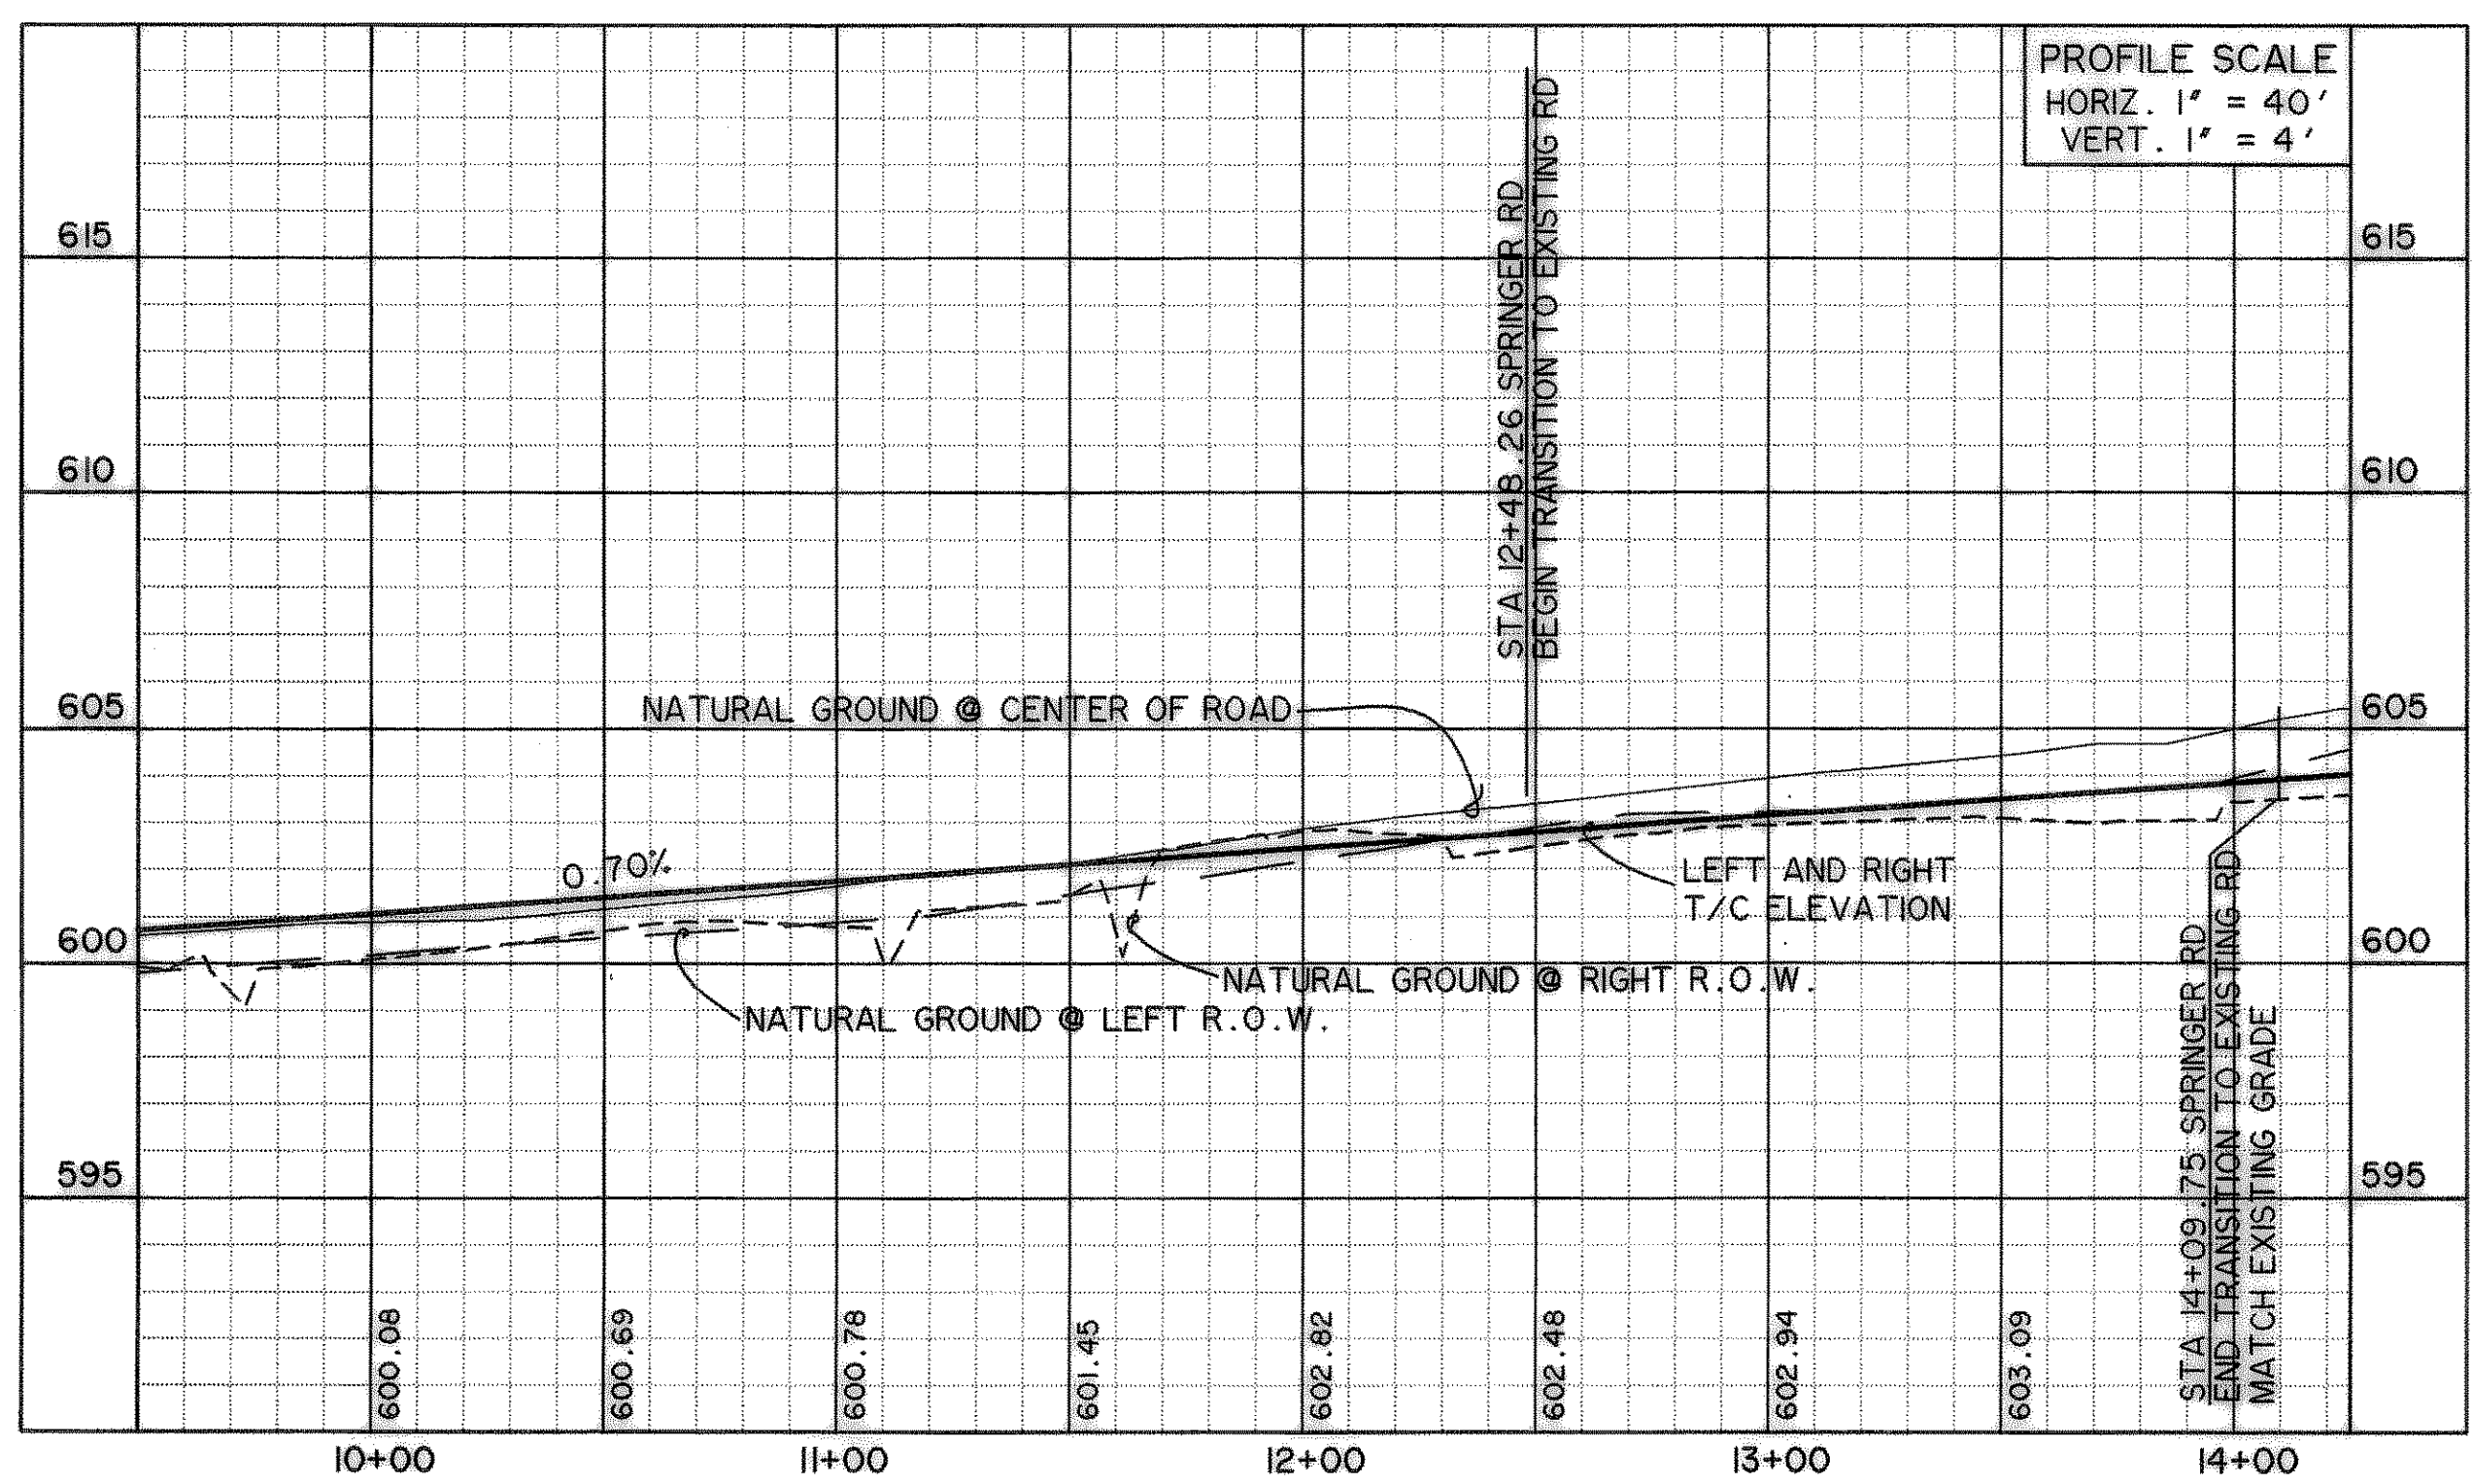 PROFILE SCALE
HORIZ. 1" = 40'
VERT. 1" = 4'
615
615
610
610
605
605
600
600
595
595
STA 12+48.26 SPRINGER RD
BEGIN TRANSITION TO EXISTING RD
NATURAL GROUND @ CENTER OF ROAD
0.70%
LEFT AND RIGHT
T/C ELEVATION
NATURAL GROUND @ RIGHT R.O.W.
NATURAL GROUND @ LEFT R.O.W.
STA 14+09.75 SPRINGER RD
END TRANSITION TO EXISTING RD
MATCH EXISTING GRADE
600.08
600.69
600.78
601.45
602.82
602.48
602.94
603.09
10+00
11+00
12+00
13+00
14+00